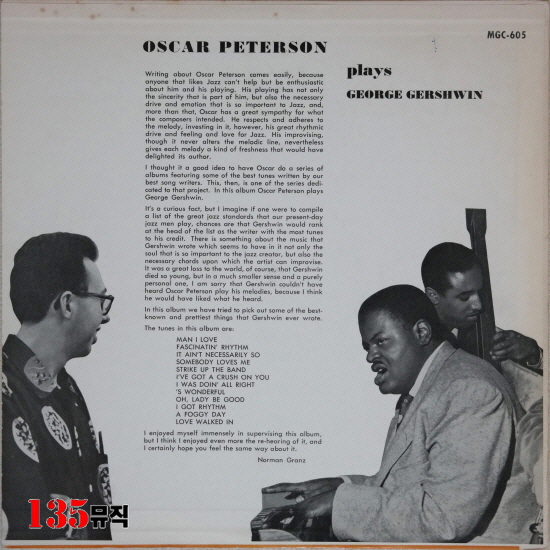 MGC-605
OSCAR PETERSON
plays
GEORGE GERSHWIN
Writing about Oscar Peterson comes easily, because
anyone that likes Jazz can't help but be enthusiastic
about him and his playing. His playing has not only
the sincerity that is part of him, but also the necessary
drive and emotion that is so important to Jazz, and,
more than that, Oscar has a great sympathy for what
the composers intended. He respects and adheres to
the melody, investing in it, however, his great rhythmic
drive and feeling and love for Jazz. His improvising,
though it never alters the melodic line, nevertheless
gives each melody a kind of freshness that would have
delighted its author.
I thought it a good idea to have Oscar do a series of
albums featuring some of the best tunes written by our
best song writers. This, then, is one of the series dedi-
cated to that project. In this album Oscar Peterson plays
George Gershwin.
It's a curious fact, but I imagine if one were to compile
a list of the great jazz standards that our present-day
jazz men play, chances are that Gershwin would rank
at the head of the list as the writer with the most tunes
to his credit. There is something about the music that
Gershwin wrote which seems to have in it not only the
soul that is so important to the jazz creator, but also the
necessary chords upon which the artist can improvise.
It was a great loss to the world, of course, that Gershwin
died so young, but in a much smaller sense and a purely
personal one, I am sorry that Gershwin couldn't have
heard Oscar Peterson play his melodies, because I think
he would have liked what he heard.
In this album we have tried to pick out some of the best-
known and prettiest things that Gershwin ever wrote.
The tunes in this album are:
MAN I LOVE
FASCINATIN' RHYTHM
IT AIN'T NECESSARILY SO
SOMEBODY LOVES ME
STRIKE UP THE BAND
I'VE GOT A CRUSH ON YOU
I WAS DOIN' ALL RIGHT
'S WONDERFUL
OH, LADY BE GOOD
I GOT RHYTHM
A FOGGY DAY
LOVE WALKED IN
I enjoyed myself immensely in supervising this album,
but I think I enjoyed even more the re-hearing of it, and
I certainly hope you feel the same way about it.
Norman Granz
135뮤직